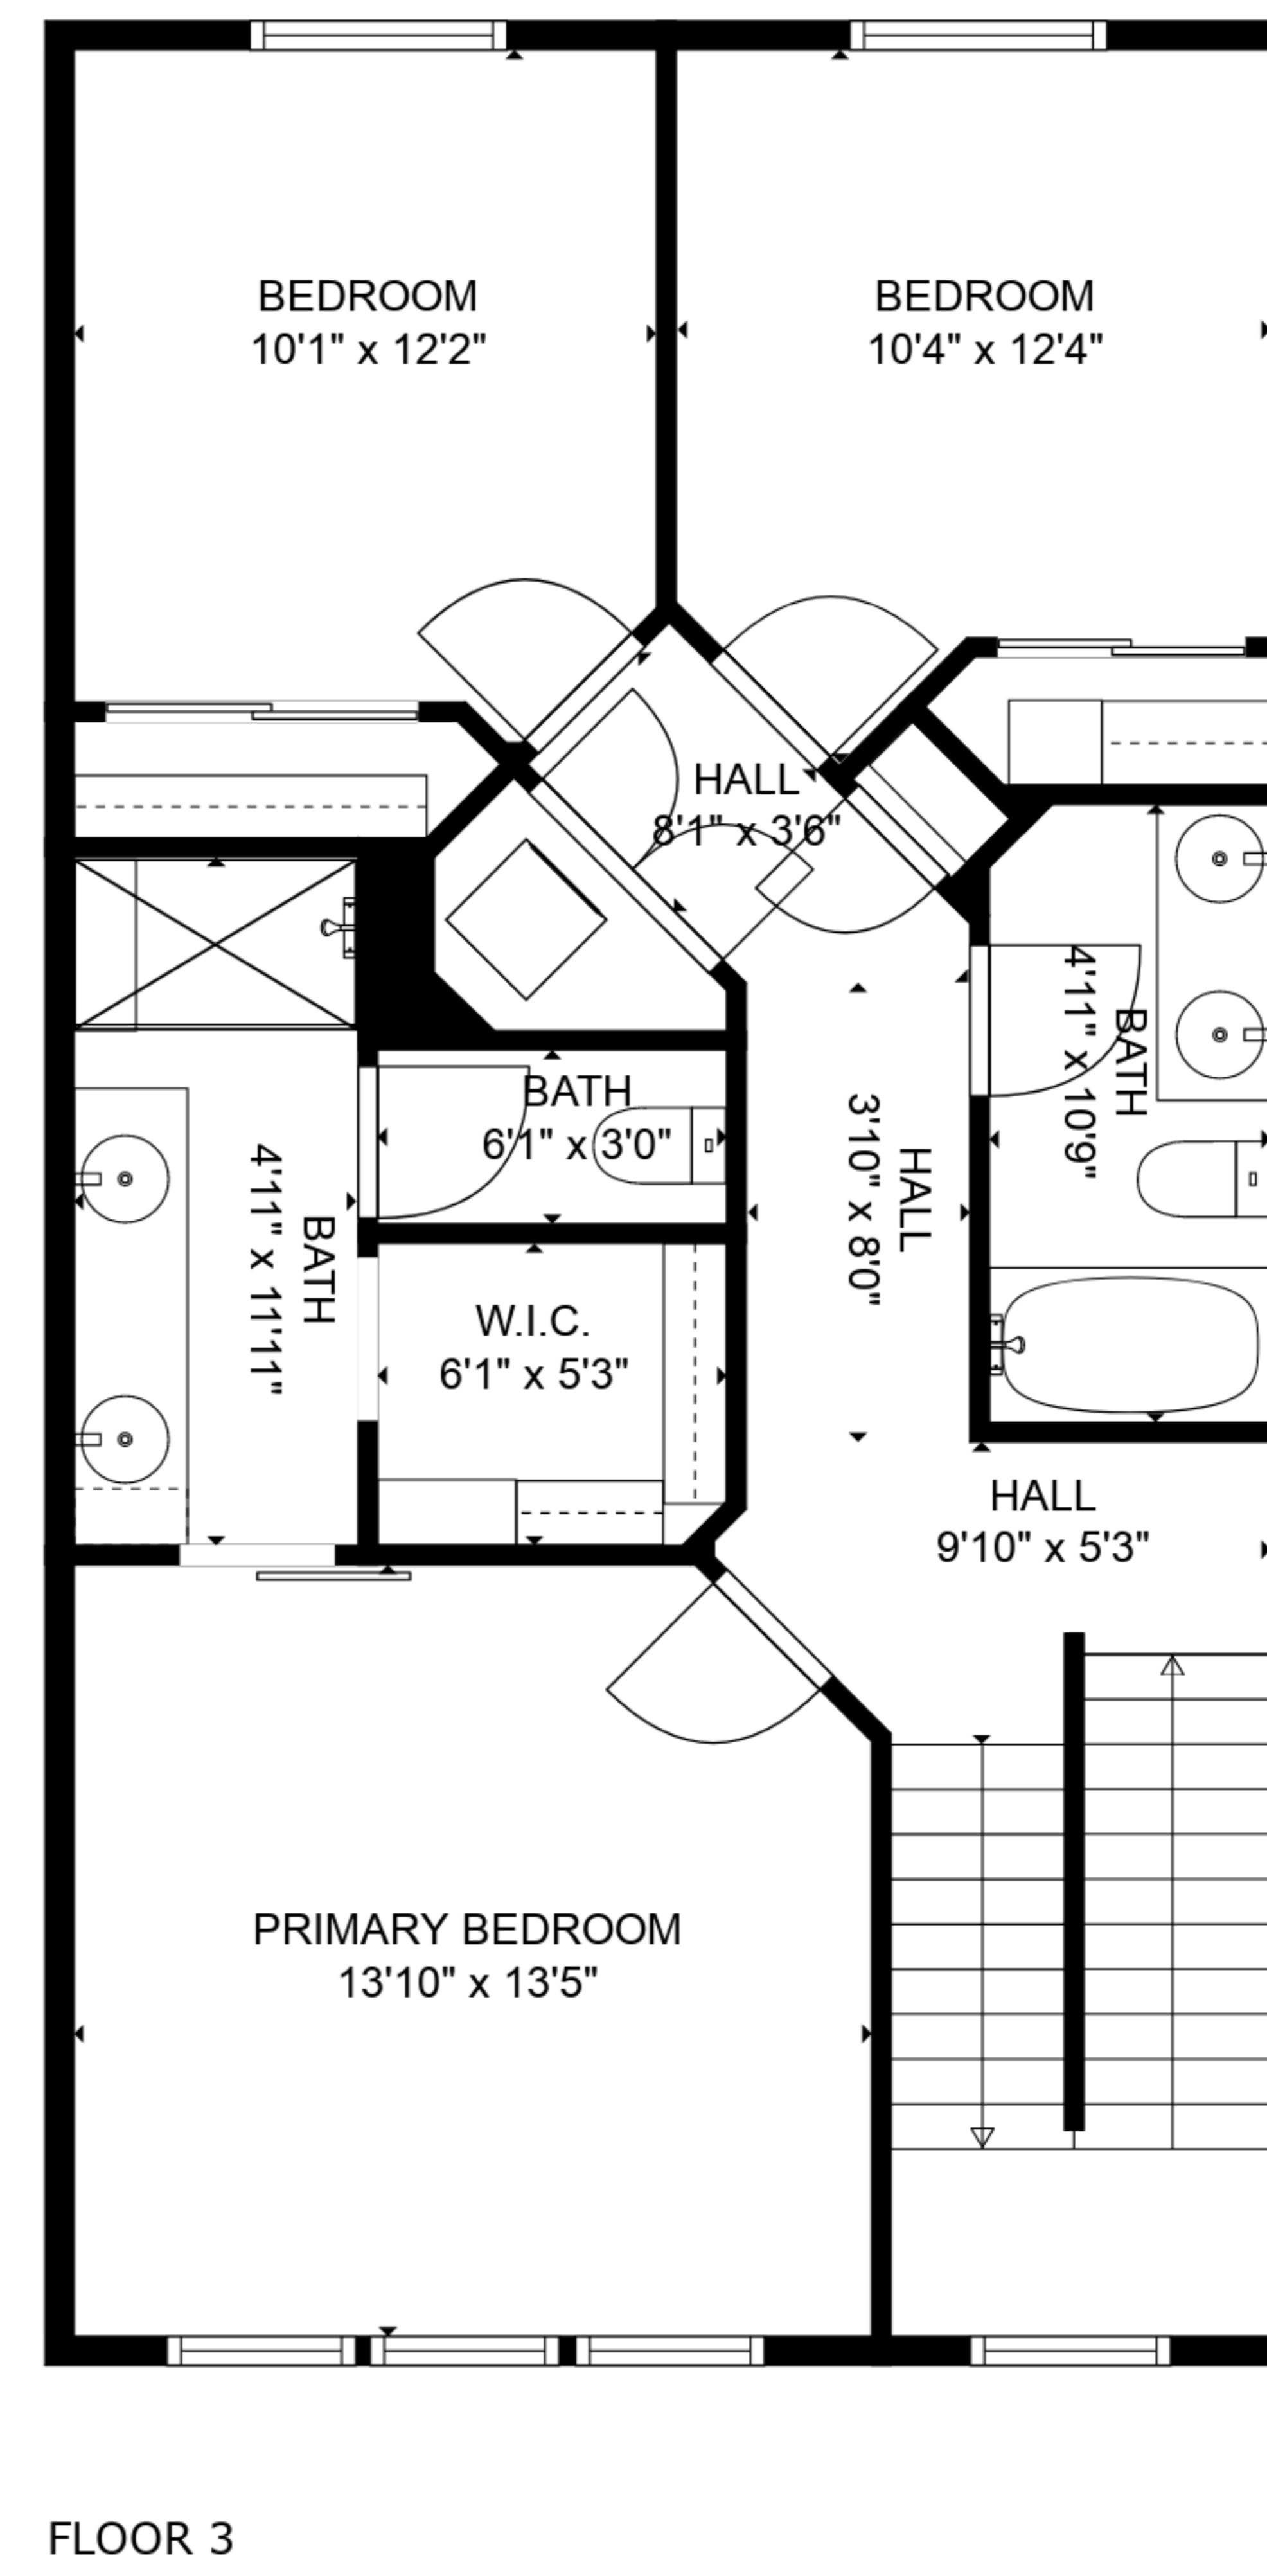 BEDROOM
10'1" x 12'2"
BEDROOM
10'4" x 12'4"
HALL
8'1" x 3'6"
BATH
4'11" x 10'9"
BATH
6'1" x 3'0"
HALL
3'10" x 8'0"
BATH
4'11" x 11'11"
W.I.C.
6'1" x 5'3"
HALL
9'10" x 5'3"
PRIMARY BEDROOM
13'10" x 13'5"
FLOOR 3